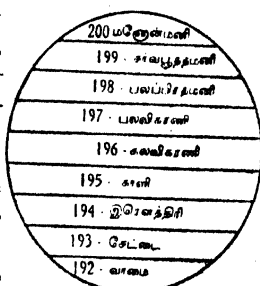 200 மனோன்மனி
199 - சர்வபூததமனி
198 - பலப்பிரதமனி
197 - பலவிகரணி
196 - கலவிகரணி
195 - காளி
194 - இரௌத்திரி
193 - சேட்டை
192 - வாமை